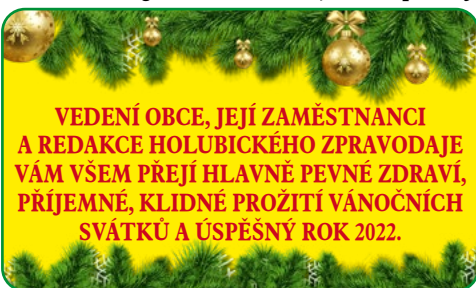 VEDENÍ OBCE, JEJÍ ZAMĚSTNANCI
A REDAKCE HOLUBICKÉHO ZPRAVODAJE
VÁM VŠEM PŘEJÍ HLAVNĚ PEVNÉ ZDRAVÍ,
PŘÍJEMNÉ, KLIDNÉ PROŽITÍ VÁNOČNÍCH
SVÁTKŮ A ÚSPĚŠNÝ ROK 2022.